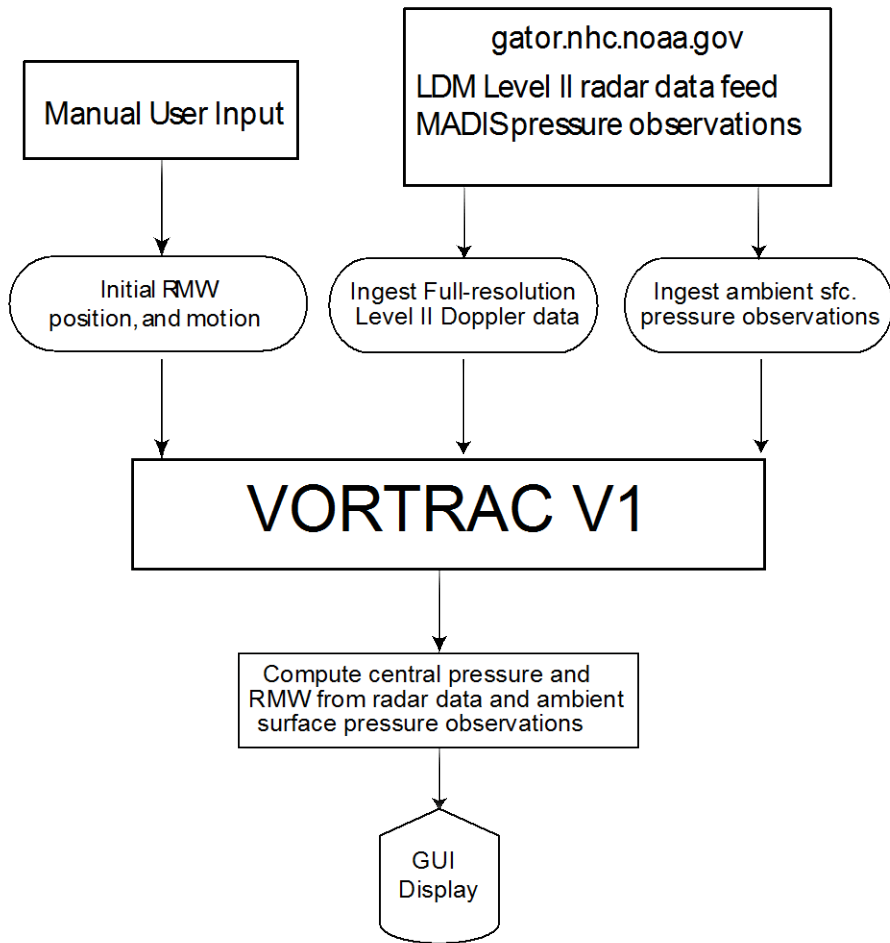 Manual User Input
gator.nhc.noaa.gov
LDM Level II radar data feed
MADIS pressure observations
Initial RMW
position, and motion
Ingest Full-resolution
Level II Doppler data
Ingest ambient sfc.
pressure observations
VORTRAC V1
Compute central pressure and
RMW from radar data and ambient
surface pressure observations
GUI
Display